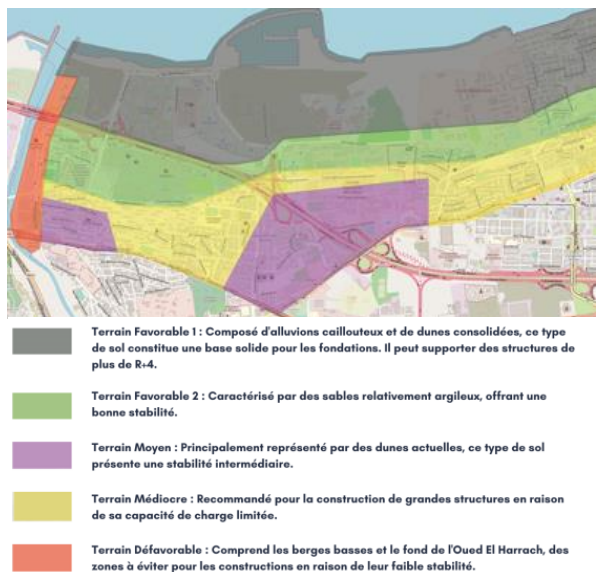 Terrain Favorable 1 : Composé d'alluvions caillouteux et de dunes consolidées, ce type
de sol constitue une base solide pour les fondations. Il peut supporter des structures de
plus de R+4.
Terrain Favorable 2 : Caractérisé par des sables relativement argileux, offrant une
bonne stabilité.
Terrain Moyen : Principalement représenté par des dunes actuelles, ce type de sol
présente une stabilité intermédiaire.
Terrain Médiocre : Recommandé pour la construction de grandes structures en raison
de sa capacité de charge limitée.
Terrain Défavorable : Comprend les berges basses et le fond de l'Oued El Harrach, des
zones à éviter pour les constructions en raison de leur faible stabilité.